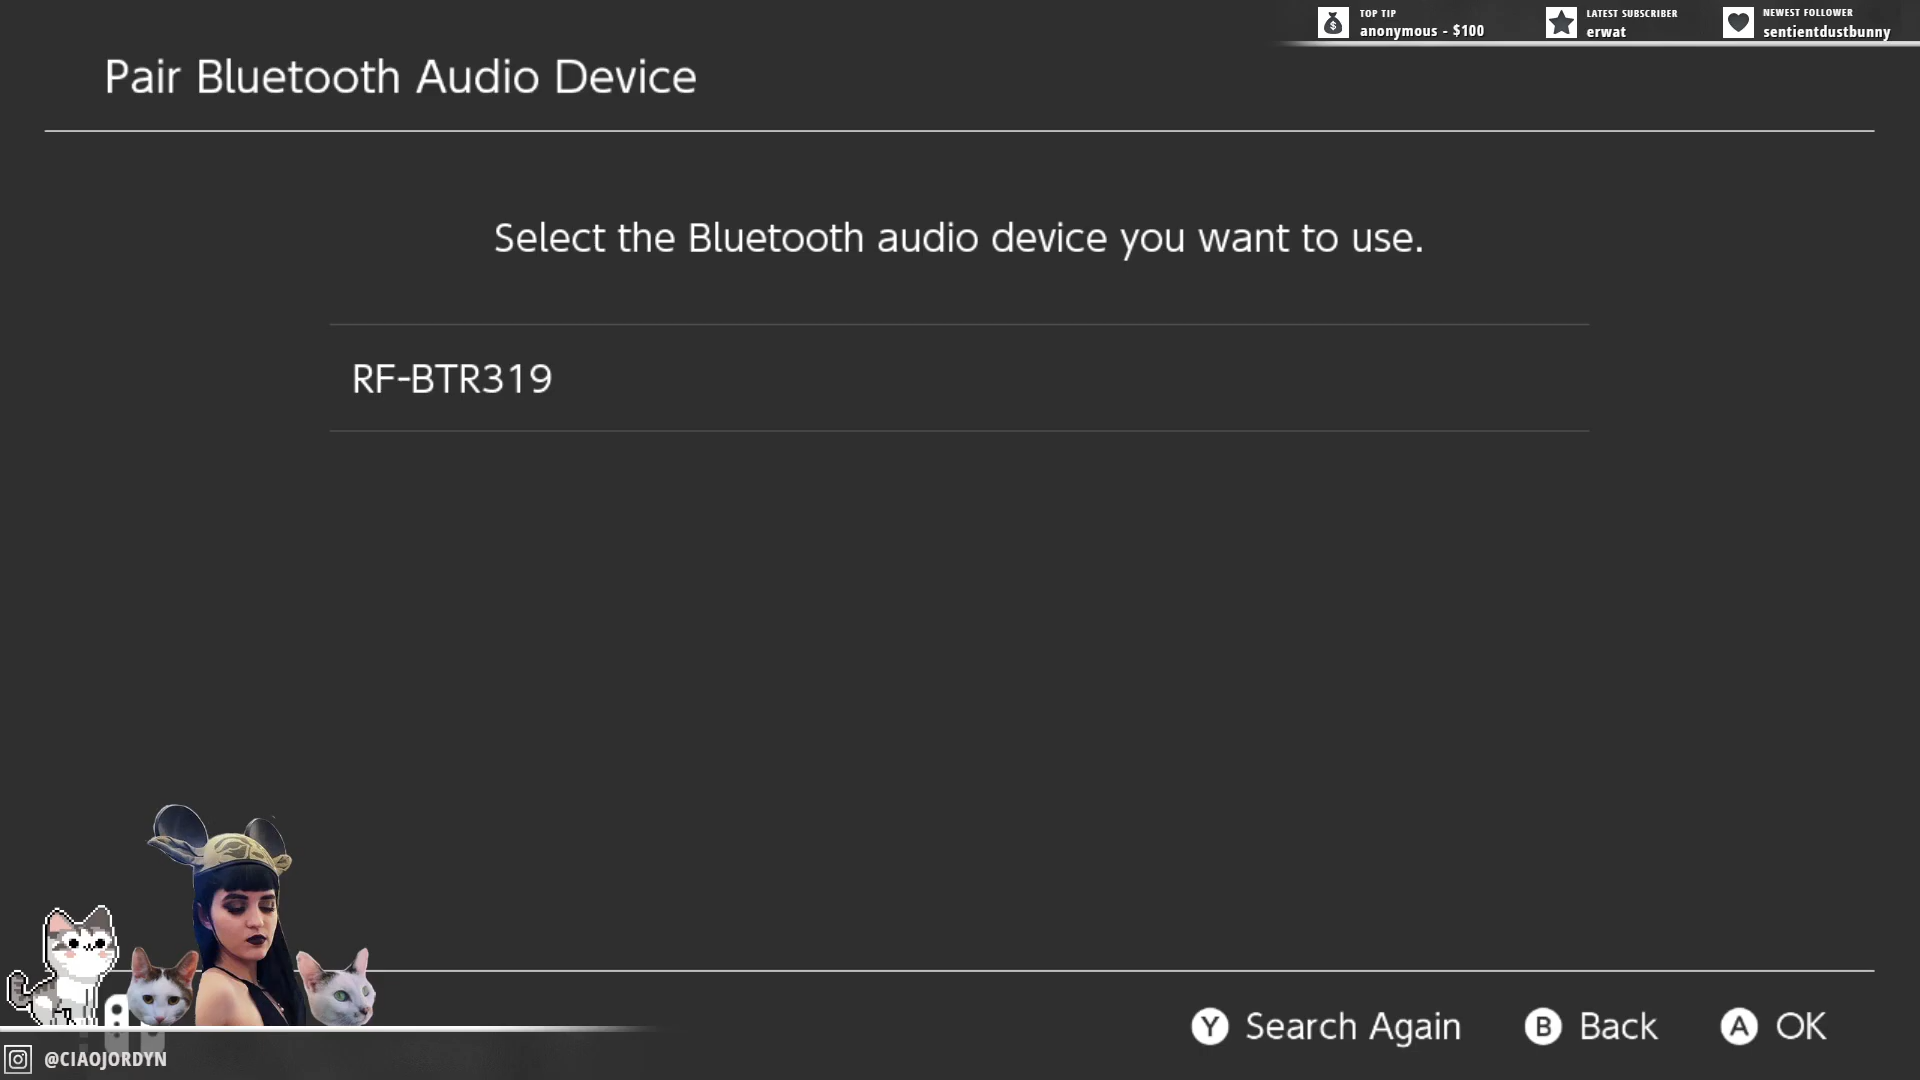 TOP TIP
anonymous - $100
LATEST SUBSCRIBER
erwat
NEWEST FOLLOWER
sentientdustbunny
Pair Bluetooth Audio Device
Select the Bluetooth audio device you want to use.
RF-BTR319
Y Search Again
B Back
A OK
@CIAOJORDYN